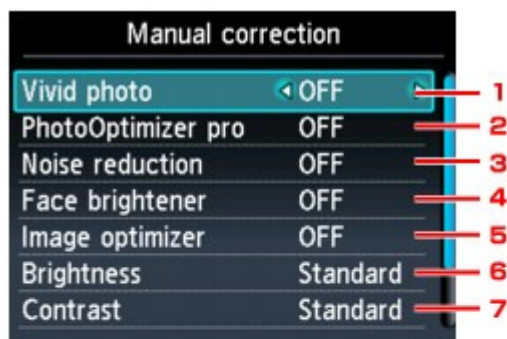 Manual correction
Vivid photo OFF 1
PhotoOptimizer pro OFF 2
Noise reduction OFF 3
Face brightener OFF 4
Image optimizer OFF 5
Brightness Standard 6
Contrast Standard 7